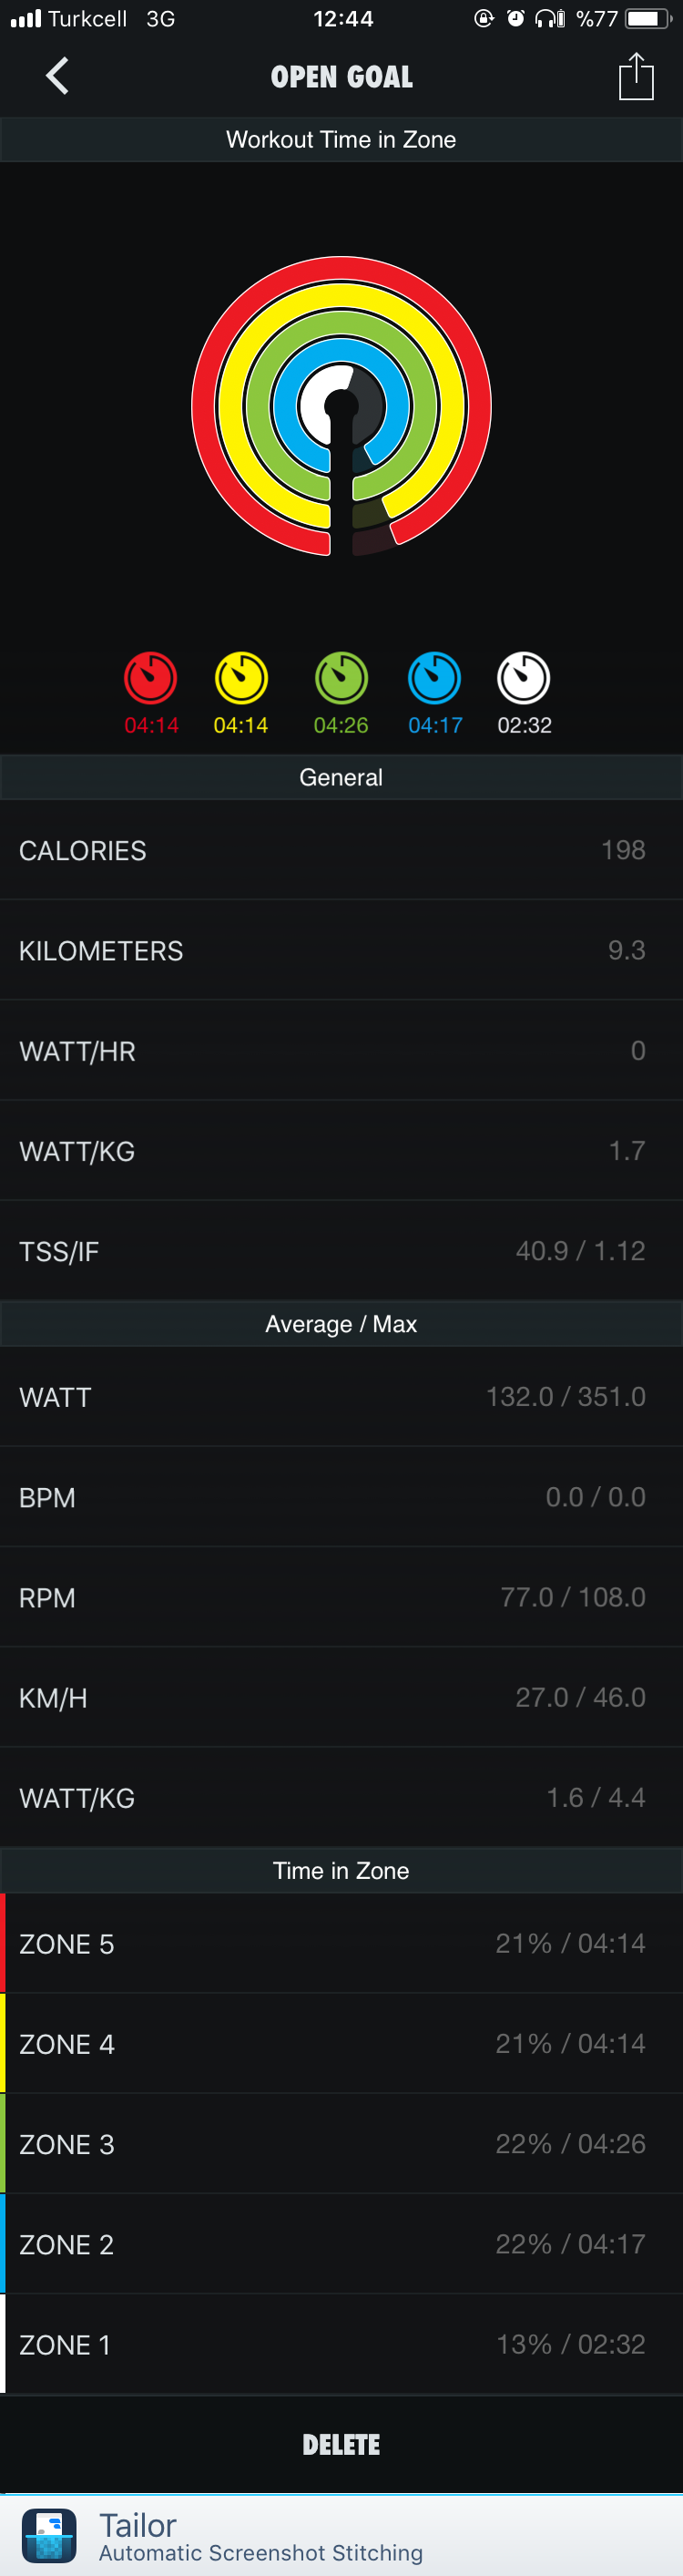 Turkcell 3G 12:44 %77
OPEN GOAL
Workout Time in Zone
04:14 04:14 04:26 04:17 02:32
General
CALORIES 198
KILOMETERS 9.3
WATT/HR 0
WATT/KG 1.7
TSS/IF 40.9 / 1.12
Average / Max
WATT 132.0 / 351.0
BPM 0.0 / 0.0
RPM 77.0 / 108.0
KM/H 27.0 / 46.0
WATT/KG 1.6 / 4.4
Time in Zone
ZONE 5 21% / 04:14
ZONE 4 21% / 04:14
ZONE 3 22% / 04:26
ZONE 2 22% / 04:17
ZONE 1 13% / 02:32
DELETE
Tailor
Automatic Screenshot Stitching